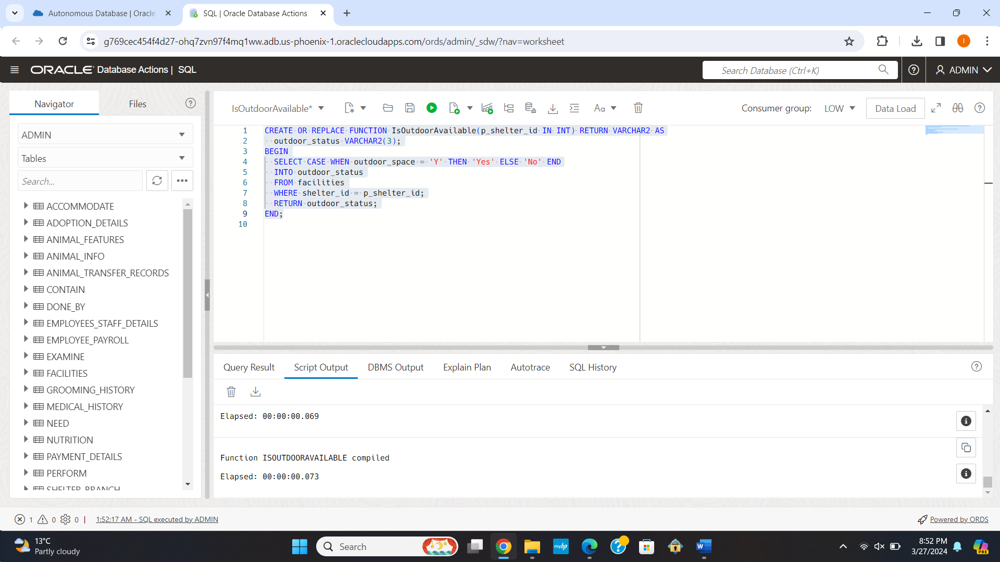 Autonomous Database | Oracle
SQL | Oracle Database Actions
g769cec454f4d27-ohq7zvn97f4mq1ww.adb.us-phoenix-1.oraclecloudapps.com/ords/admin/_sdw/?nav=worksheet
I
ORACLE Database Actions | SQL
Search Database (Ctrl+K)
ADMIN
Navigator
Files
ADMIN
Tables
Search...
ACCOMMODATE
ADOPTION_DETAILS
ANIMAL_FEATURES
ANIMAL_INFO
ANIMAL_TRANSFER_RECORDS
CONTAIN
DONE_BY
EMPLOYEES_STAFF_DETAILS
EMPLOYEE_PAYROLL
EXAMINE
FACILITIES
GROOMING_HISTORY
MEDICAL_HISTORY
NEED
NUTRITION
PAYMENT_DETAILS
PERFORM
SHELTER_BRANCH
IsOutdoorAvailable*
Aa
Consumer group: LOW
Data Load
1 CREATE OR REPLACE FUNCTION IsOutdoorAvailable(p_shelter_id IN INT) RETURN VARCHAR2 AS
2 outdoor_status VARCHAR2(3);
3 BEGIN
4 SELECT CASE WHEN outdoor_space = 'Y' THEN 'Yes' ELSE 'No' END
5 INTO outdoor_status
6 FROM facilities
7 WHERE shelter_id = p_shelter_id;
8 RETURN outdoor_status;
9 END;
10
Query Result
Script Output
DBMS Output
Explain Plan
Autotrace
SQL History
Elapsed: 00:00:00.069
Function ISOUTDOORAVAILABLE compiled
Elapsed: 00:00:00.073
1 0 0 | 1:52:17 AM - SQL executed by ADMIN
Powered by ORDS
13°C
Partly cloudy
Search
myhp
W
8:52 PM
3/27/2024
PRE